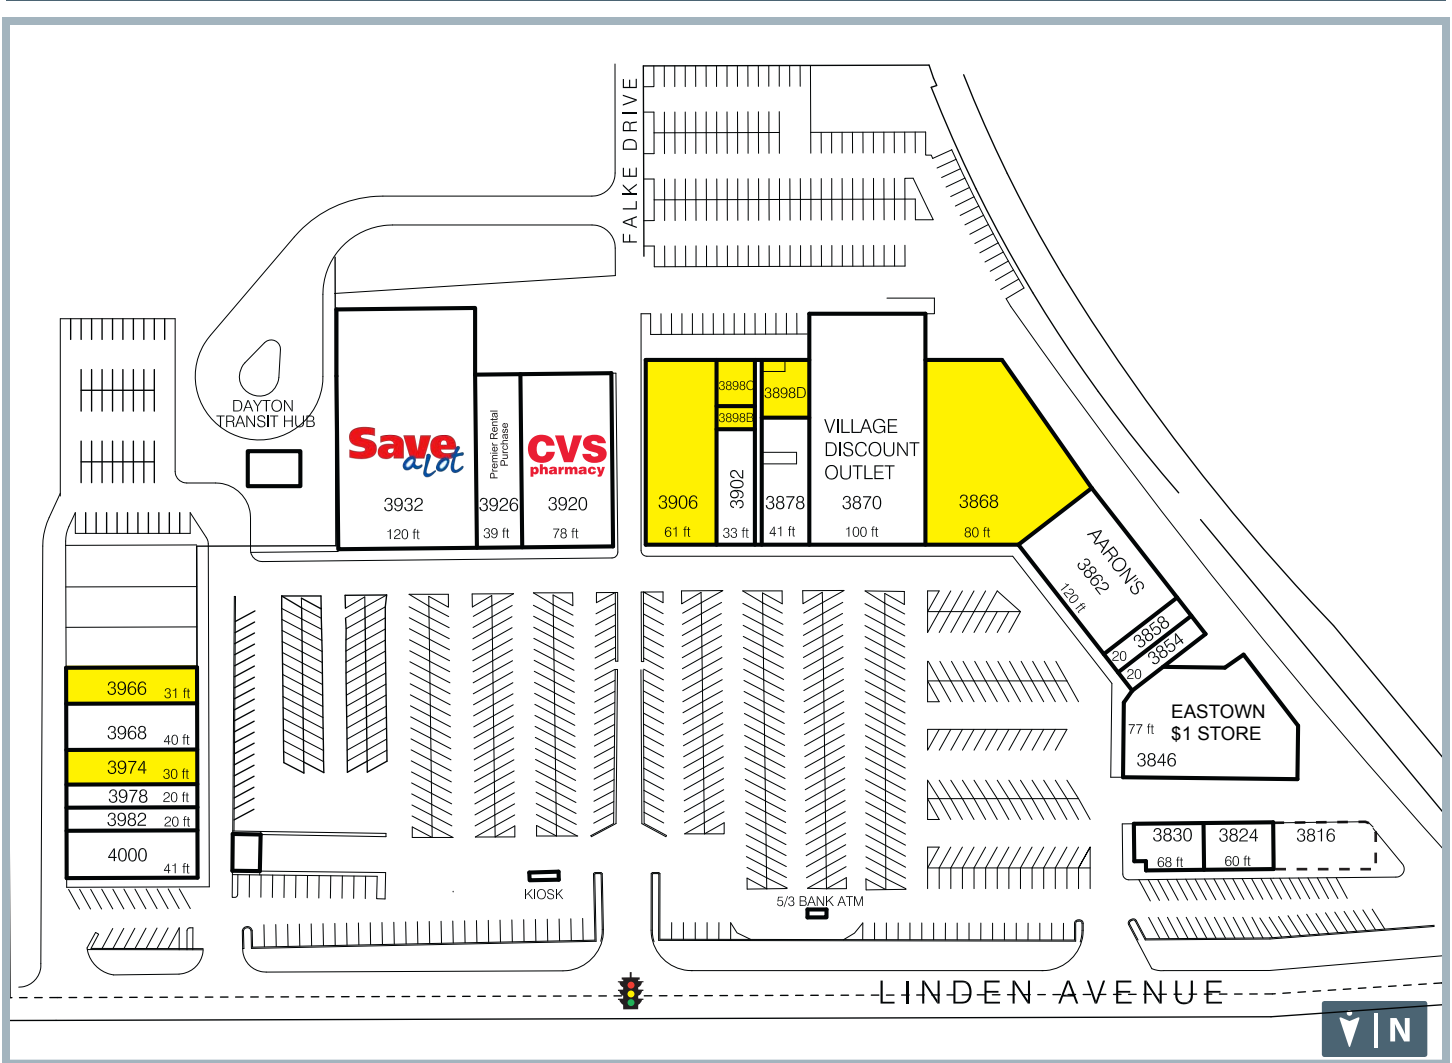 FALKE DRIVE
DAYTON
TRANSIT HUB
Save
a lot
3932
120 ft
Premier Rental
Purchase
3926
39 ft
CVS
pharmacy
3920
78 ft
3906
61 ft
3898C
3898B
3902
33 ft
3898D
3878
41 ft
VILLAGE
DISCOUNT
OUTLET
3870
100 ft
3868
80 ft
AARON'S
3862
120 ft
3858
20
3854
20
EASTOWN
$1 STORE
77 ft
3846
3966 31 ft
3968 40 ft
3974 30 ft
3978 20 ft
3982 20 ft
4000 41 ft
3830
68 ft
3824
60 ft
3816
KIOSK
5/3 BANK ATM
LINDEN AVENUE
N